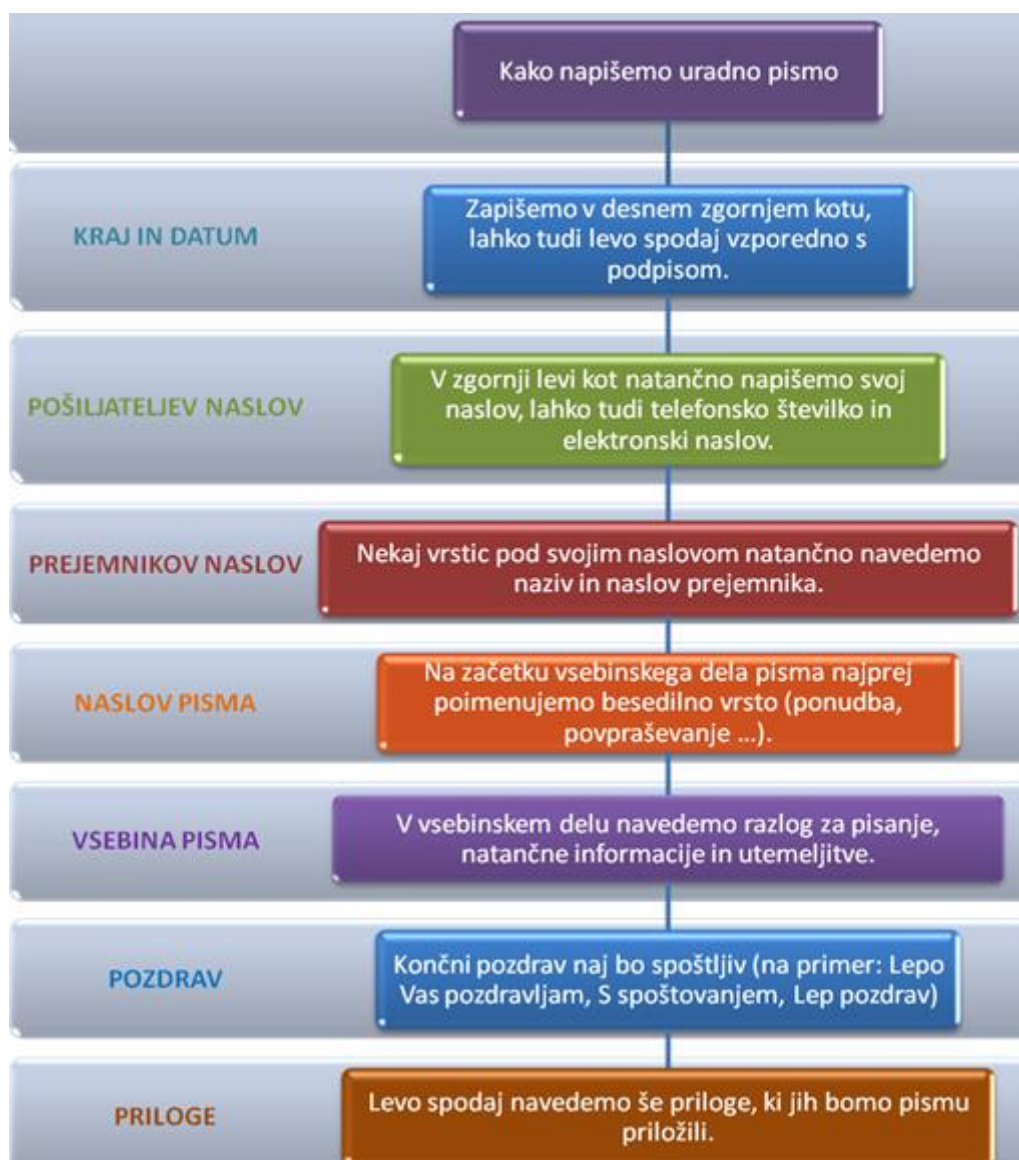 Kako napišemo uradno pismo
KRAJ IN DATUM
Zapišemo v desnem zgornjem kotu,
lahko tudi levo spodaj vzporedno s
podpisom.
POŠILJATELJEV NASLOV
V zgornji levi kot natančno napišemo svoj
naslov, lahko tudi telefonsko številko in
elektronski naslov.
PREJEMNIKOV NASLOV
Nekaj vrstic pod svojim naslovom natančno navedemo
naziv in naslov prejemnika.
NASLOV PISMA
Na začetku vsebinskega dela pisma najprej
poimenujemo besedilno vrsto (ponudba,
povpraševanje …).
VSEBINA PISMA
V vsebinskem delu navedemo razlog za pisanje,
natančne informacije in utemeljitve.
POZDRAV
Končni pozdrav naj bo spoštljiv (na primer: Lepo
Vas pozdravljam, S spoštovanjem, Lep pozdrav)
PRILOGE
Levo spodaj navedemo še priloge, ki jih bomo pismu
priložili.